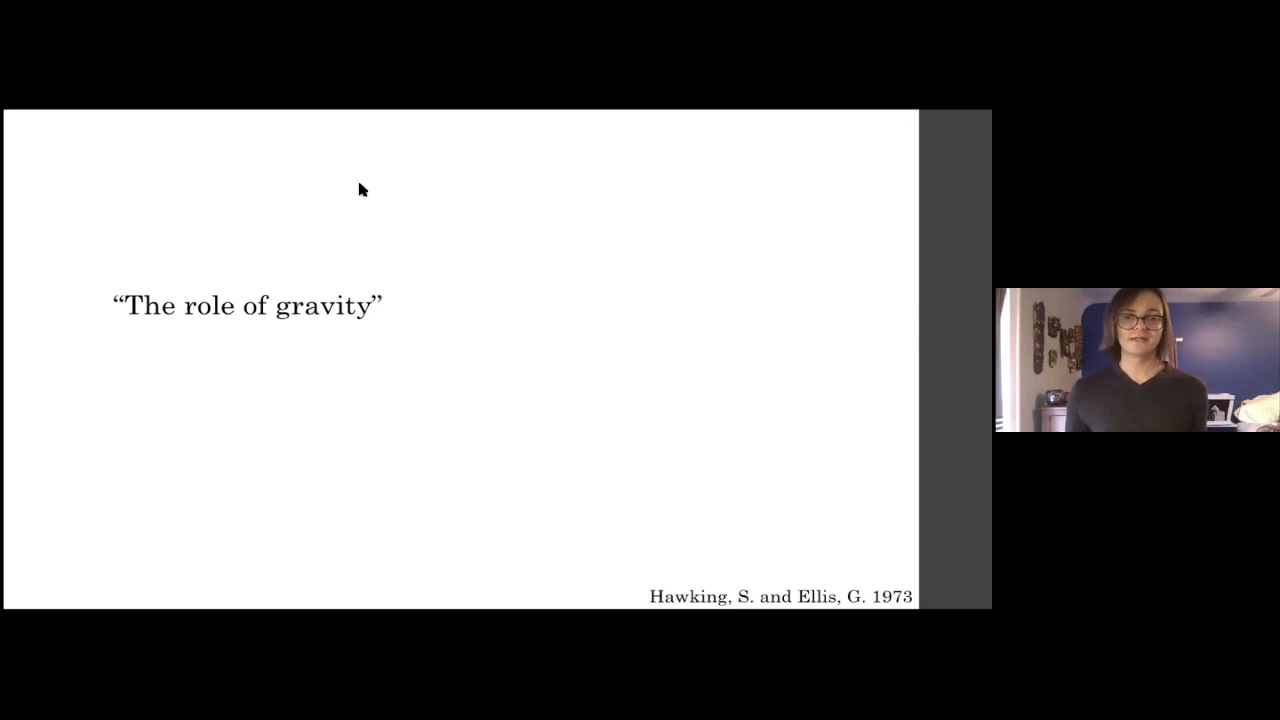 “The role of gravity”
Hawking, S. and Ellis, G. 1973